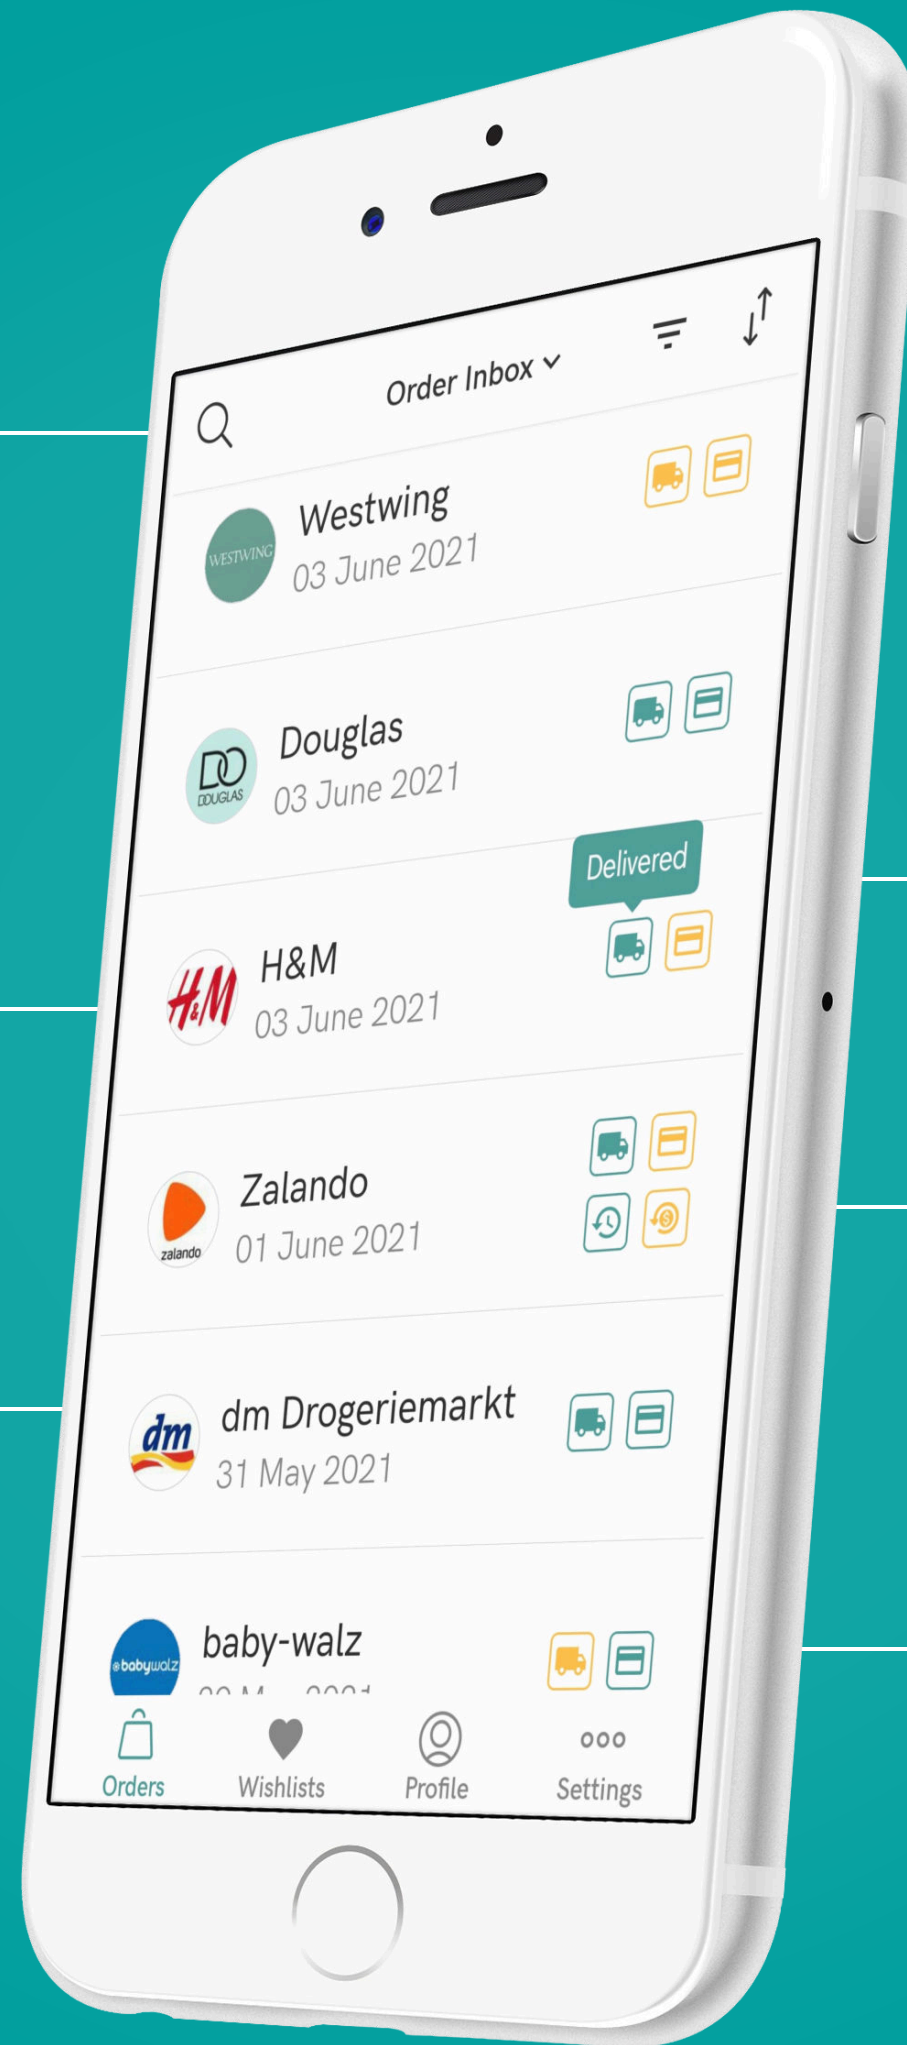 Order Inbox
Westwing
WESTWING
03 June 2021
Douglas
DO
DOUGLAS
03 June 2021
Delivered
H&M
H&M
03 June 2021
Zalando
zalando
01 June 2021
dm Drogeriemarkt
dm
31 May 2021
baby-walz
babywalz
Orders
Wishlists
Profile
Settings